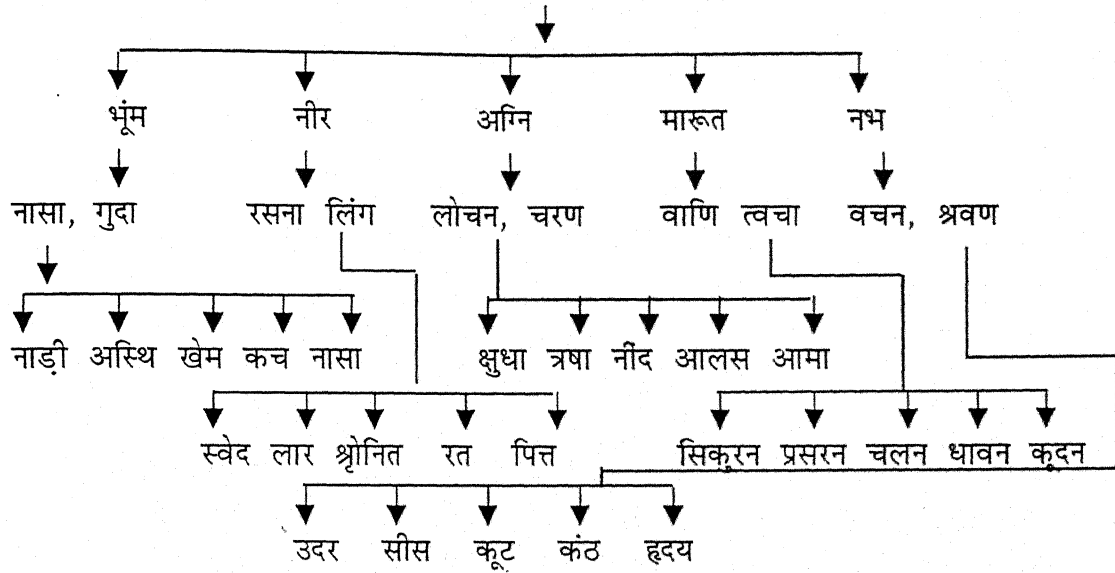 भूंम नीर अग्नि मारूत नभ
नासा, गुदा रसना लिंग लोचन, चरण वाणि त्वचा वचन, श्रवण
नाड़ी अस्थि खेम कच नासा क्षुधा त्रषा नींद आलस आमा
स्वेद लार श्रृोनित रत पित्त सिकुरन प्रसरन चलन धावन कूदन
उदर सीस कूट कंठ हृदय